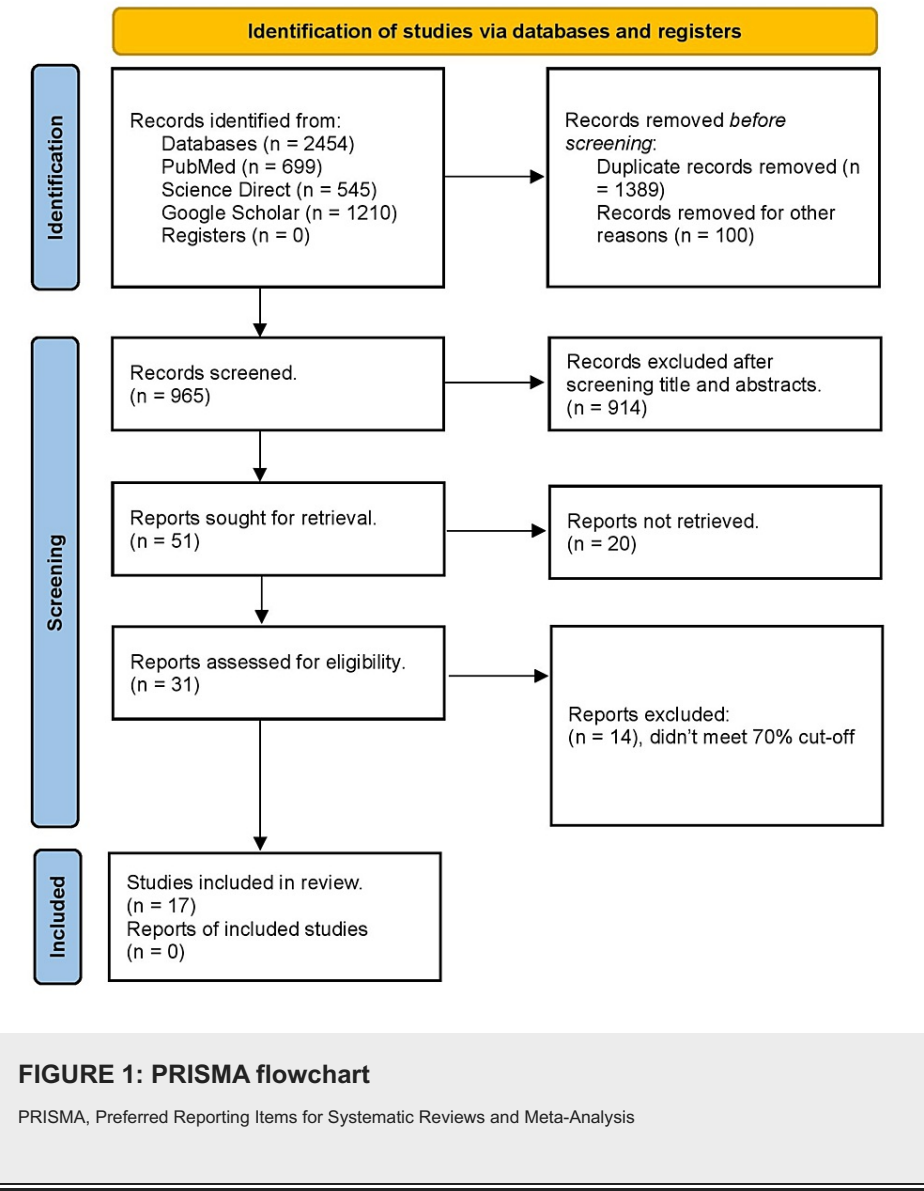 Identification of studies via databases and registers
Identification
Records identified from:
Databases (n = 2454)
PubMed (n = 699)
Science Direct (n = 545)
Google Scholar (n = 1210)
Registers (n = 0)
Records removed before
screening:
Duplicate records removed (n
= 1389)
Records removed for other
reasons (n = 100)
Screening
Records screened.
(n = 965)
Records excluded after
screening title and abstracts.
(n = 914)
Reports sought for retrieval.
(n = 51)
Reports not retrieved.
(n = 20)
Reports assessed for eligibility.
(n = 31)
Reports excluded:
(n = 14), didn't meet 70% cut-off
Included
Studies included in review.
(n = 17)
Reports of included studies
(n = 0)
FIGURE 1: PRISMA flowchart
PRISMA, Preferred Reporting Items for Systematic Reviews and Meta-Analysis